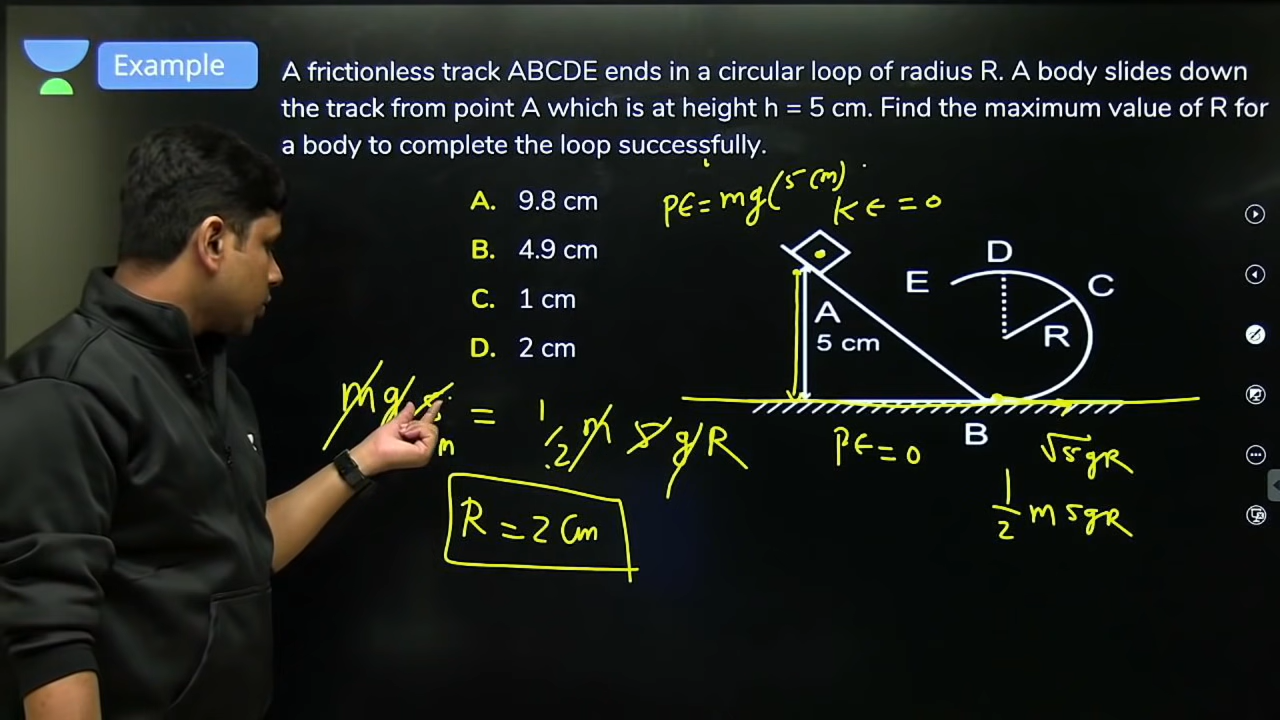 Example
A frictionless track ABCDE ends in a circular loop of radius R. A body slides down
the track from point A which is at height h = 5 cm. Find the maximum value of R for
a body to complete the loop successfully.
A. 9.8 cm
B. 4.9 cm
C. 1 cm
D. 2 cm
PE = mg(5 cm)
KE = 0
D
E
C
A
R
5 cm
B
PE = 0
√5gR
1/2 m 5gR
mg
m
= 1/2 m 5 g R
R = 2 cm